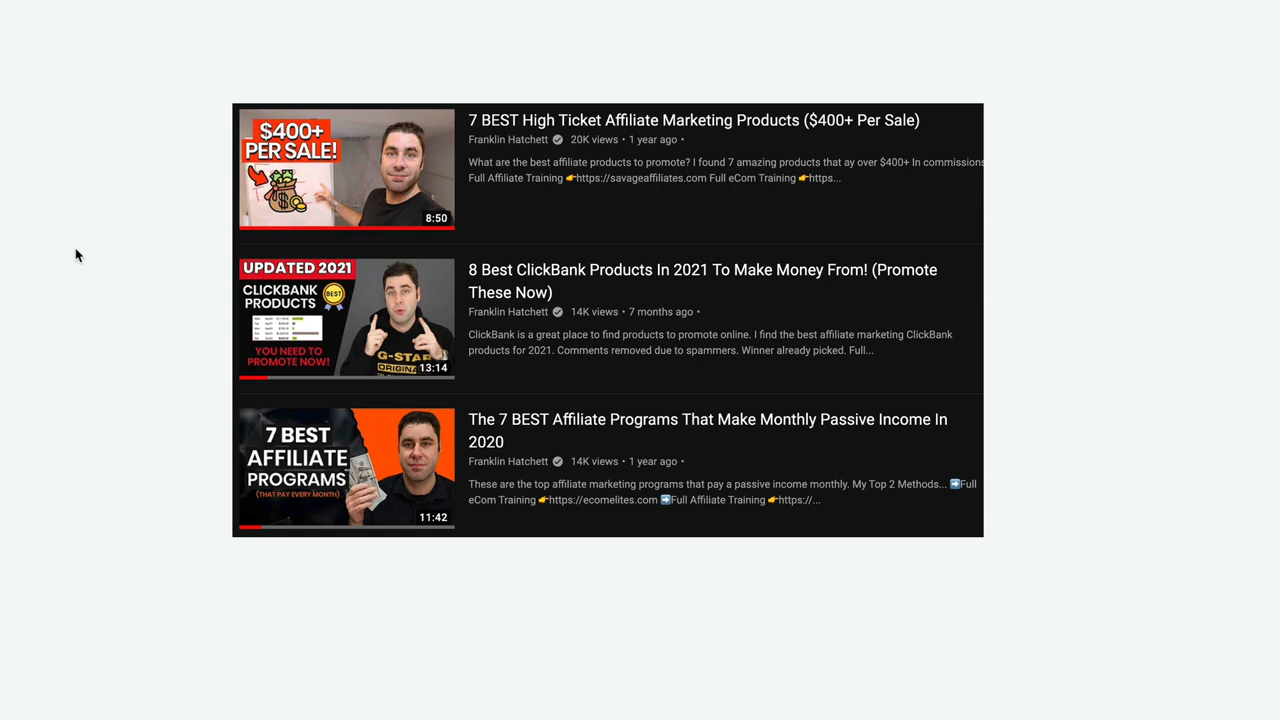 $400+
PER SALE!
8:50
7 BEST High Ticket Affiliate Marketing Products ($400+ Per Sale)
Franklin Hatchett 20K views • 1 year ago •
What are the best affiliate products to promote? I found 7 amazing products that ay over $400+ In commissions
Full Affiliate Training 👉https://savageaffiliates.com Full eCom Training 👉https...
UPDATED 2021
CLICKBANK
PRODUCTS
BEST
YOU NEED TO
PROMOTE NOW!
G-STAR
ORIGINA
13:14
8 Best ClickBank Products In 2021 To Make Money From! (Promote
These Now)
Franklin Hatchett 14K views • 7 months ago •
ClickBank is a great place to find products to promote online. I find the best affiliate marketing ClickBank
products for 2021. Comments removed due to spammers. Winner already picked. Full...
7 BEST
AFFILIATE
PROGRAMS
(THAT PAY EVERY MONTH)
11:42
The 7 BEST Affiliate Programs That Make Monthly Passive Income In
2020
Franklin Hatchett 14K views • 1 year ago •
These are the top affiliate marketing programs that pay a passive income monthly. My Top 2 Methods... ➡️Full
eCom Training 👉https://ecomelites.com ➡️Full Affiliate Training 👉https://...